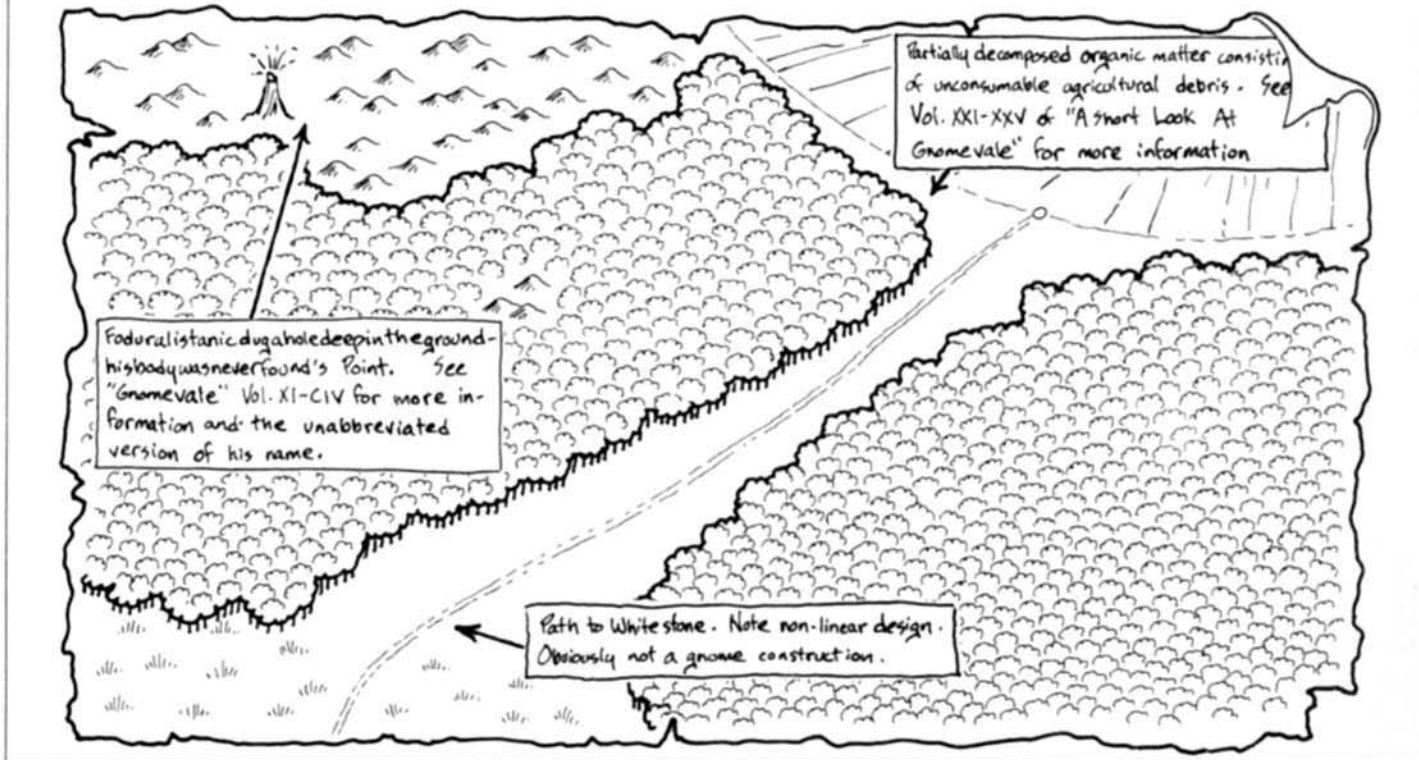 Partially decomposed organic matter consistin
of unconsumable agricultural debris. See
Vol. XXI-XXV of "A Short Look At
Gnomevale" for more information
Foduralistanicdugaholedeepintheground-
hisbodywasneverfound's Point. See
"Gnomevale" Vol. XI-CIV for more in-
formation and the unabbreviated
version of his name.
Path to Whitestone. Note non-linear design.
Obviously not a gnome construction.